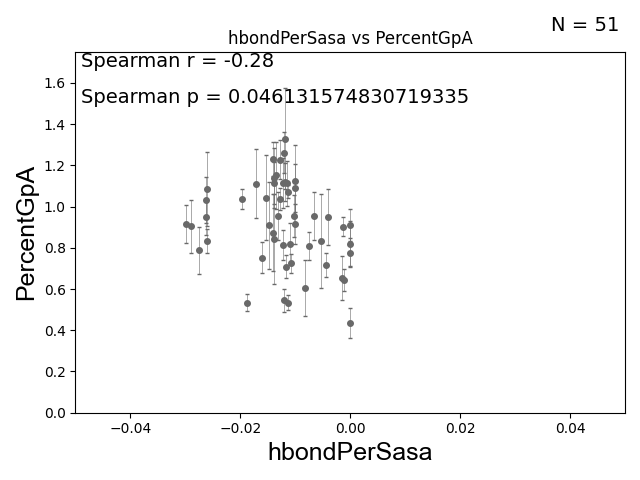 N = 51
hbondPerSasa vs PercentGpA
Spearman r = -0.28
Spearman p = 0.046131574830719335
PercentGpA
1.6
1.4
1.2
1.0
0.8
0.6
0.4
0.2
0.0
−0.04 −0.02 0.00 0.02 0.04
hbondPerSasa